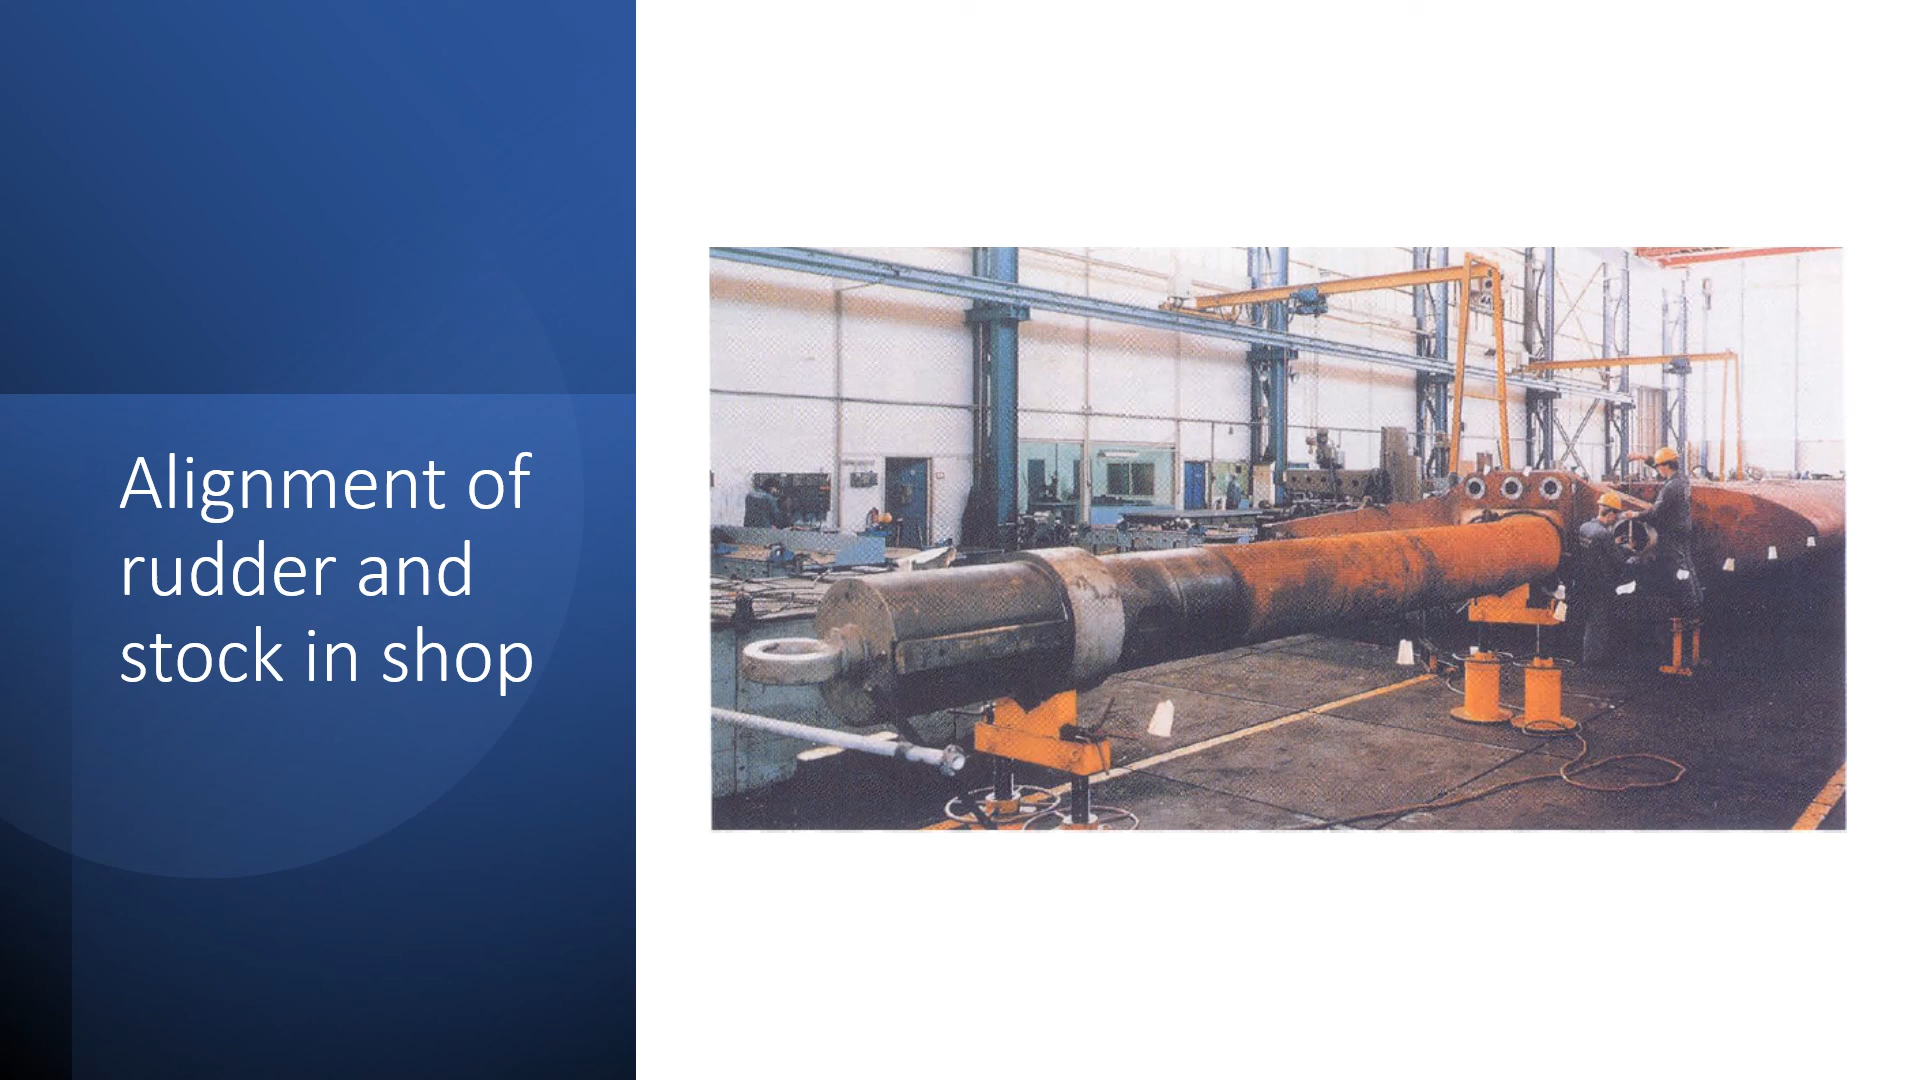 Alignment of
rudder and
stock in shop